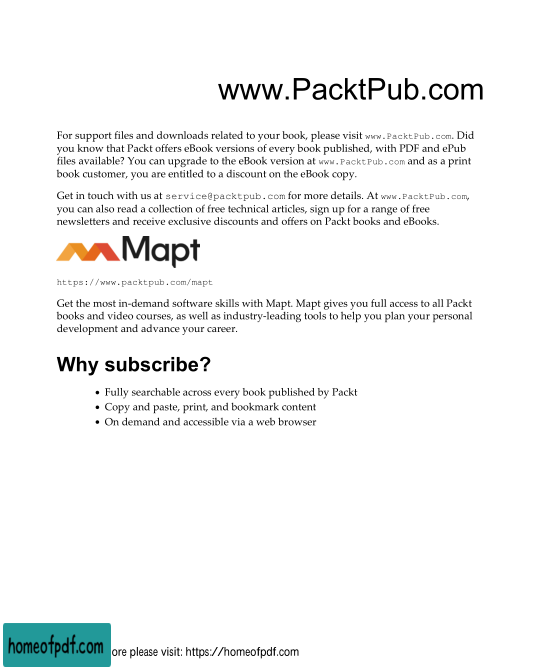 www.PacktPub.com
For support files and downloads related to your book, please visit www.PacktPub.com. Did
you know that Packt offers eBook versions of every book published, with PDF and ePub
files available? You can upgrade to the eBook version at www.PacktPub.com and as a print
book customer, you are entitled to a discount on the eBook copy.
Get in touch with us at service@packtpub.com for more details. At www.PacktPub.com,
you can also read a collection of free technical articles, sign up for a range of free
newsletters and receive exclusive discounts and offers on Packt books and eBooks.
Mapt
https://www.packtpub.com/mapt
Get the most in-demand software skills with Mapt. Mapt gives you full access to all Packt
books and video courses, as well as industry-leading tools to help you plan your personal
development and advance your career.
Why subscribe?
• Fully searchable across every book published by Packt
• Copy and paste, print, and bookmark content
• On demand and accessible via a web browser
homeofpdf.com
ore please visit: https://homeofpdf.com